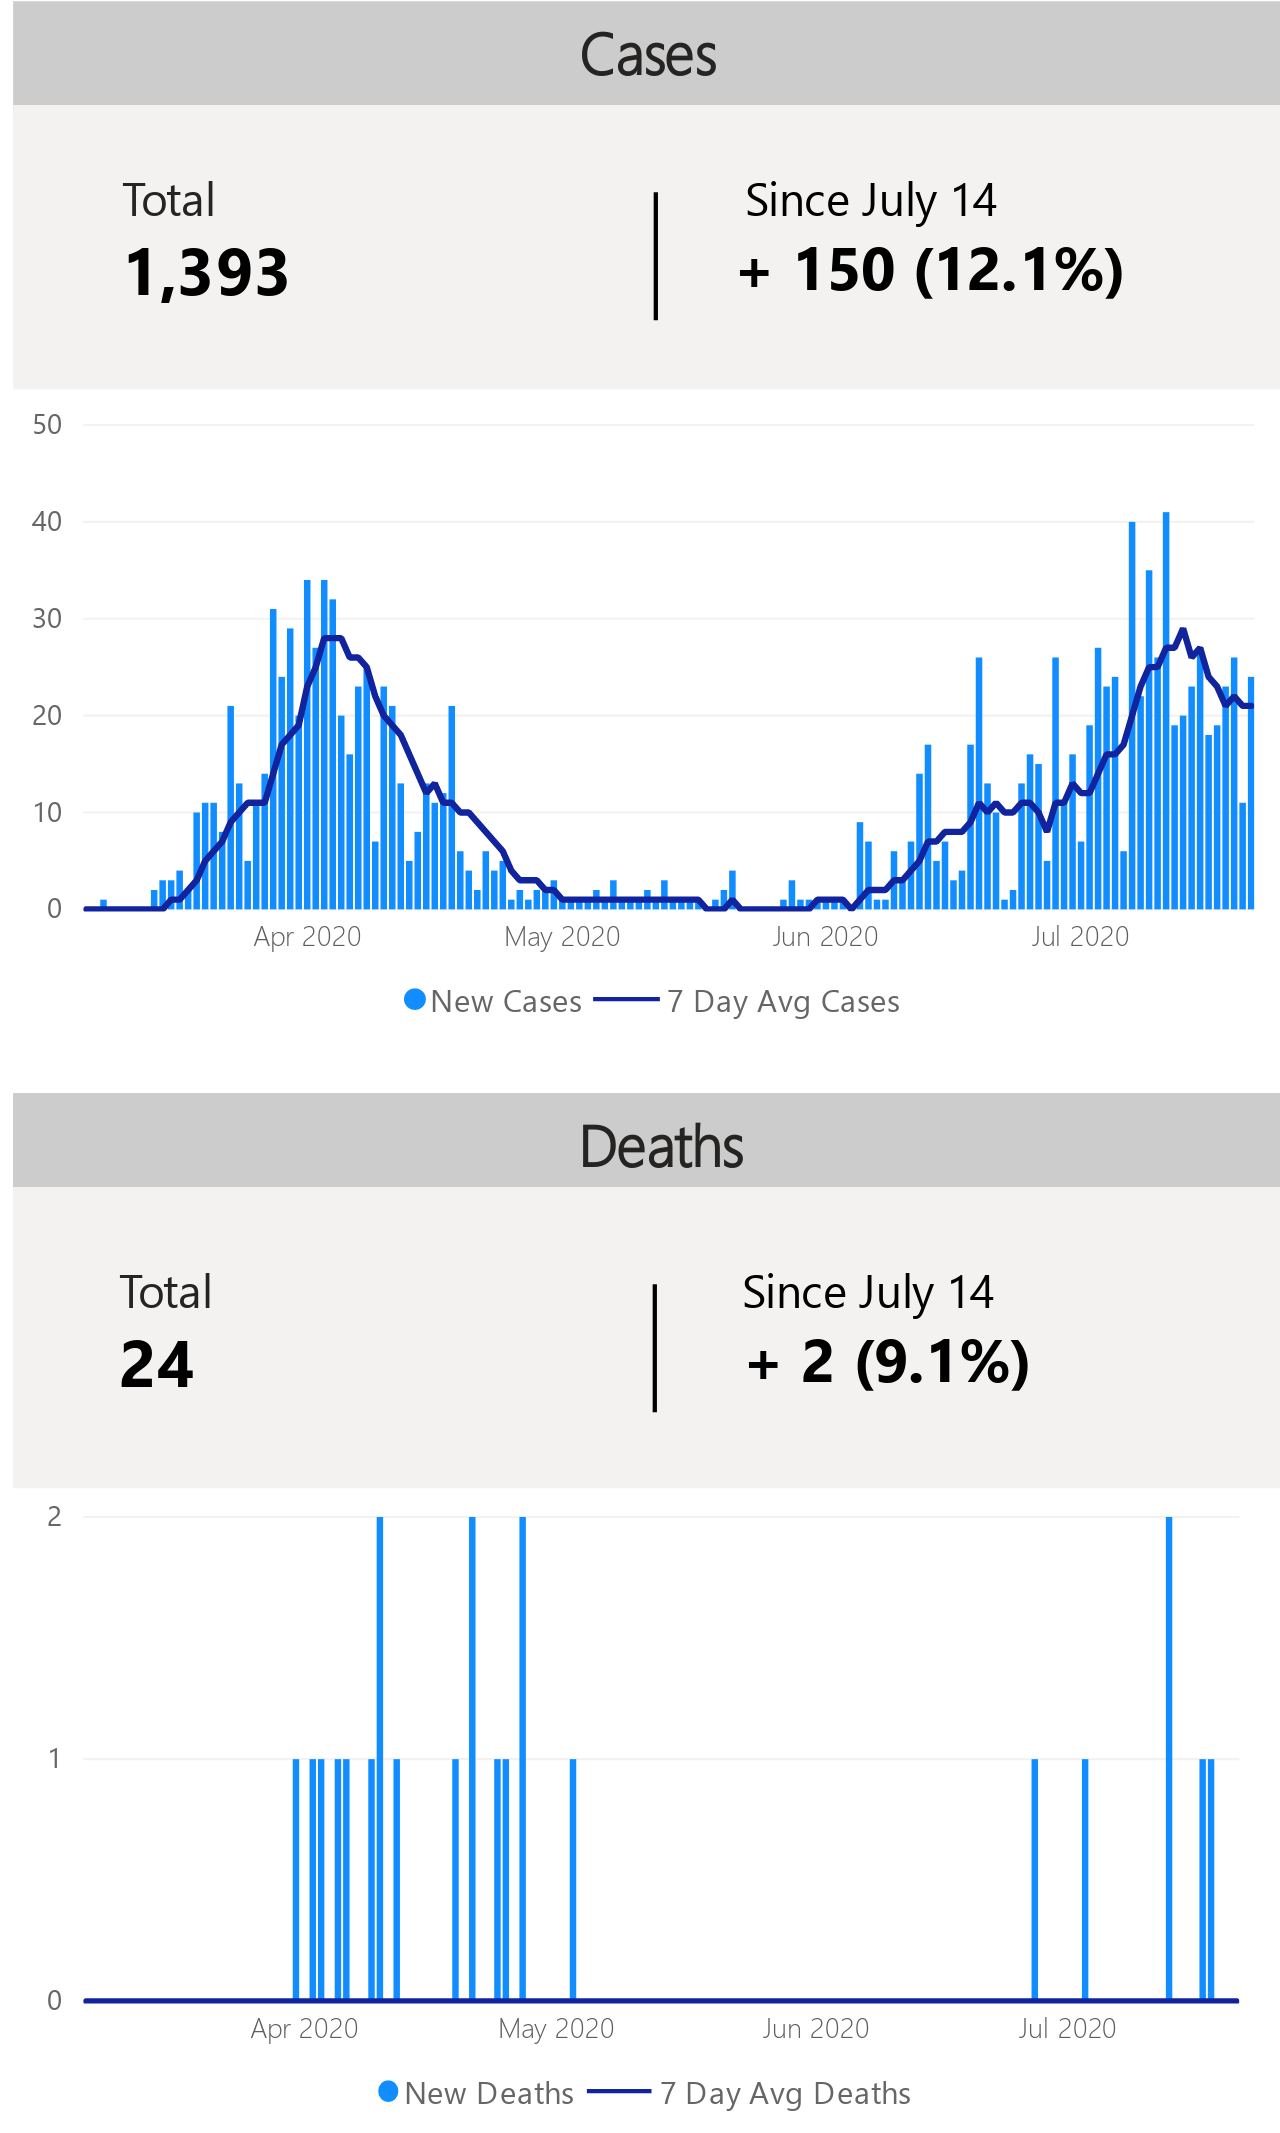 Cases
Total
1,393
Since July 14
+ 150 (12.1%)
50
40
30
20
10
0
Apr 2020
May 2020
Jun 2020
Jul 2020
New Cases
7 Day Avg Cases
Deaths
Total
24
Since July 14
+ 2 (9.1%)
2
1
0
Apr 2020
May 2020
Jun 2020
Jul 2020
New Deaths
7 Day Avg Deaths